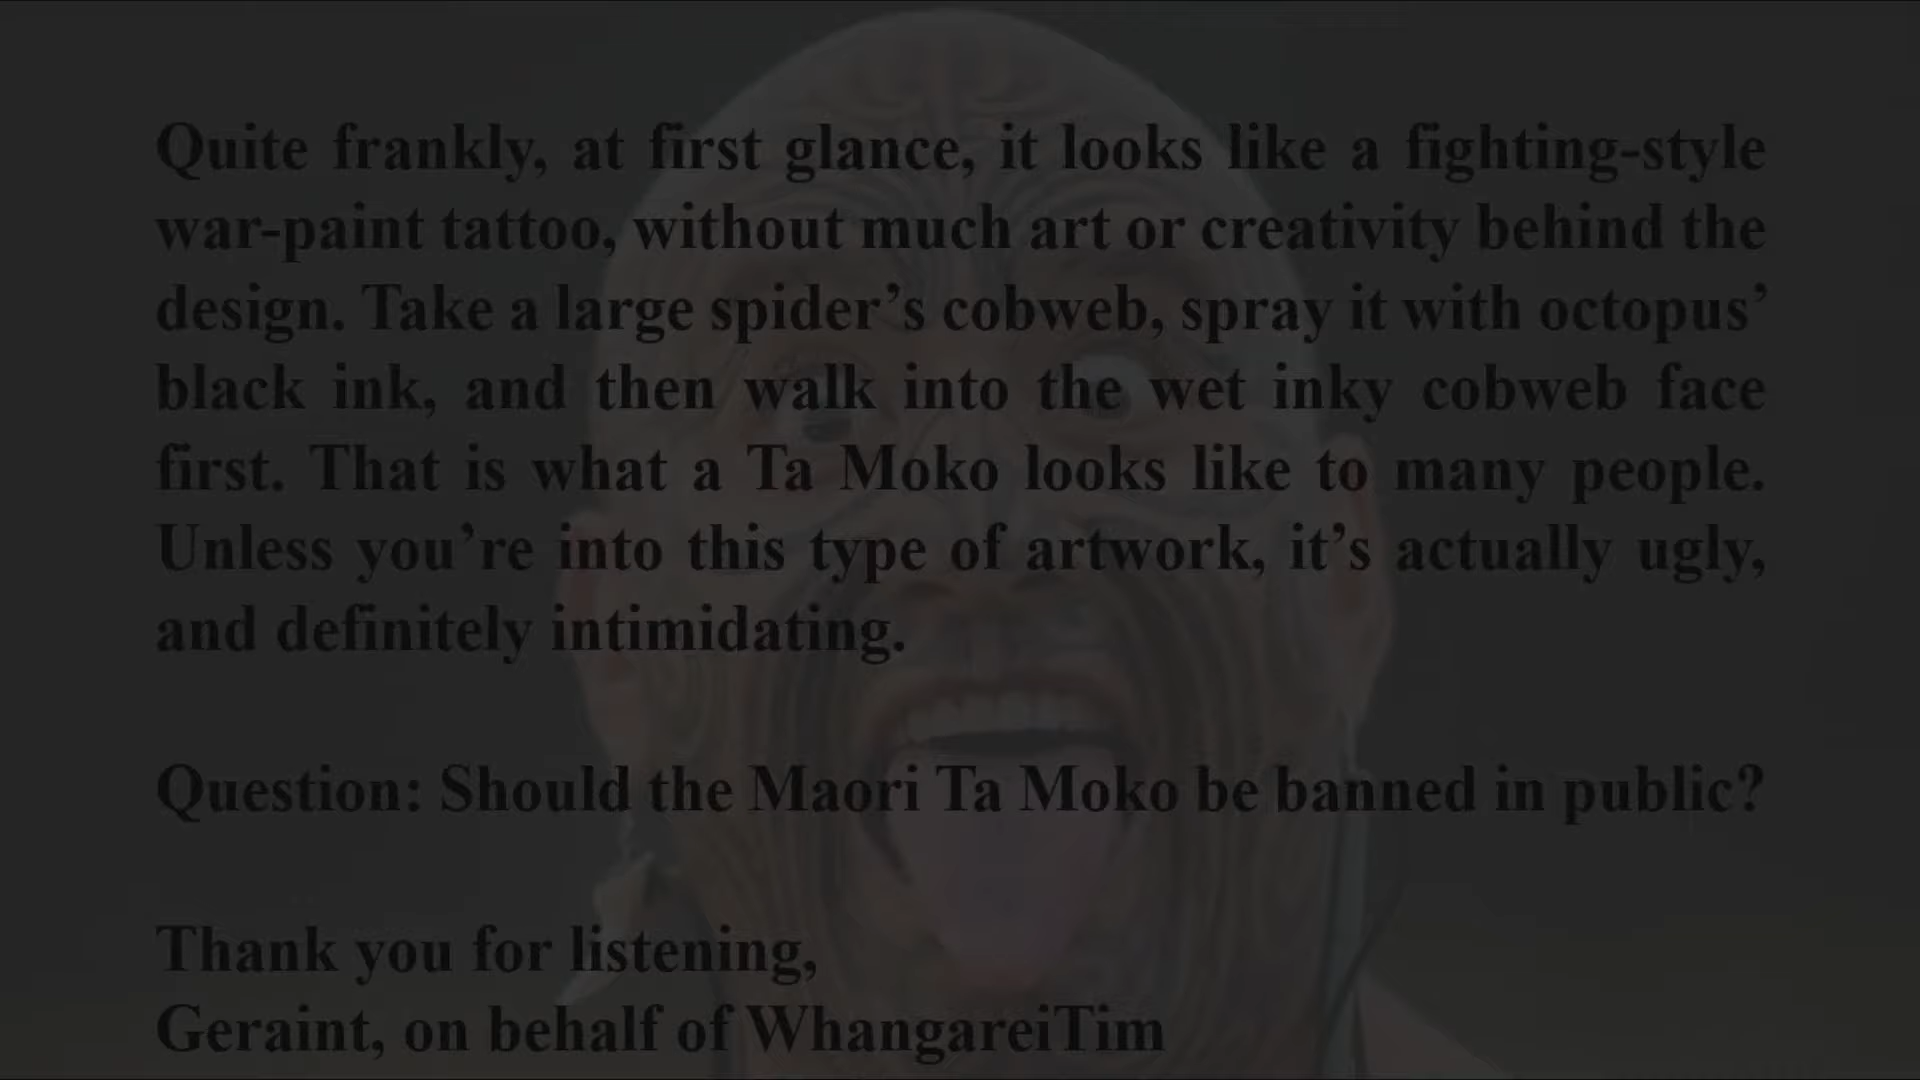 Quite frankly, at first glance, it looks like a fighting-style
war-paint tattoo, without much art or creativity behind the
design. Take a large spider’s cobweb, spray it with octopus’
black ink, and then walk into the wet inky cobweb face
first. That is what a Ta Moko looks like to many people.
Unless you’re into this type of artwork, it’s actually ugly,
and definitely intimidating.
Question: Should the Maori Ta Moko be banned in public?
Thank you for listening,
Geraint, on behalf of WhangareiTim